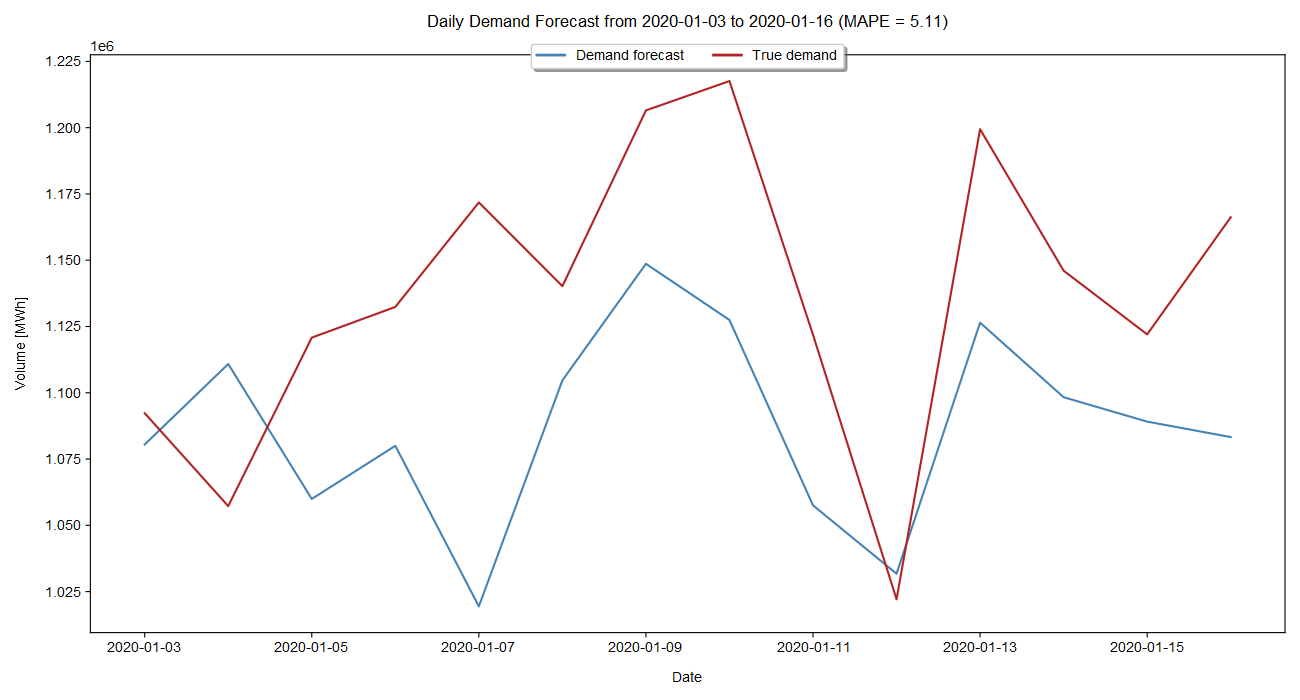 Daily Demand Forecast from 2020-01-03 to 2020-01-16 (MAPE = 5.11)
1e6
Demand forecast True demand
1.225
1.200
1.175
1.150
1.125
1.100
1.075
1.050
1.025
Volume [MWh]
2020-01-03 2020-01-05 2020-01-07 2020-01-09 2020-01-11 2020-01-13 2020-01-15
Date